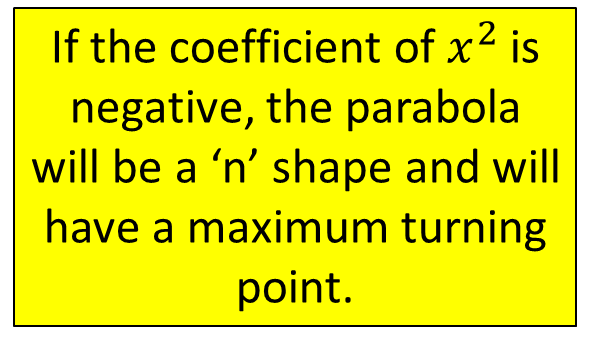 If the coefficient of 𝑥² is
negative, the parabola
will be a ‘n’ shape and will
have a maximum turning
point.